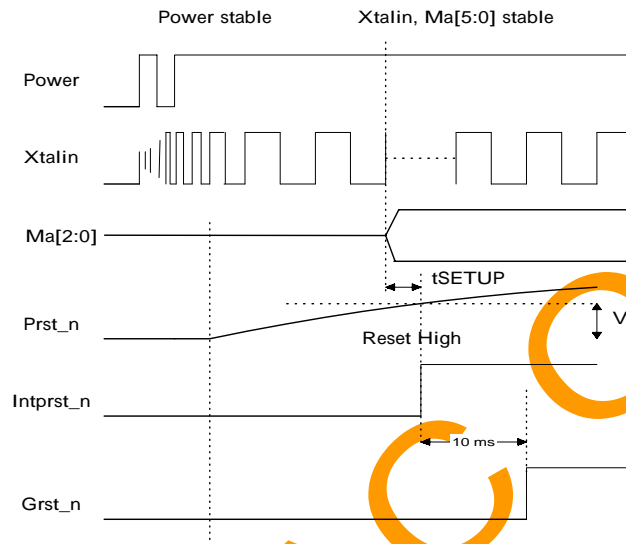 Power stable
Xtalin, Ma[5:0] stable
Power
Xtalin
Ma[2:0]
tSETUP
Prst_n
V
Reset High
Intprst_n
10 ms
Grst_n